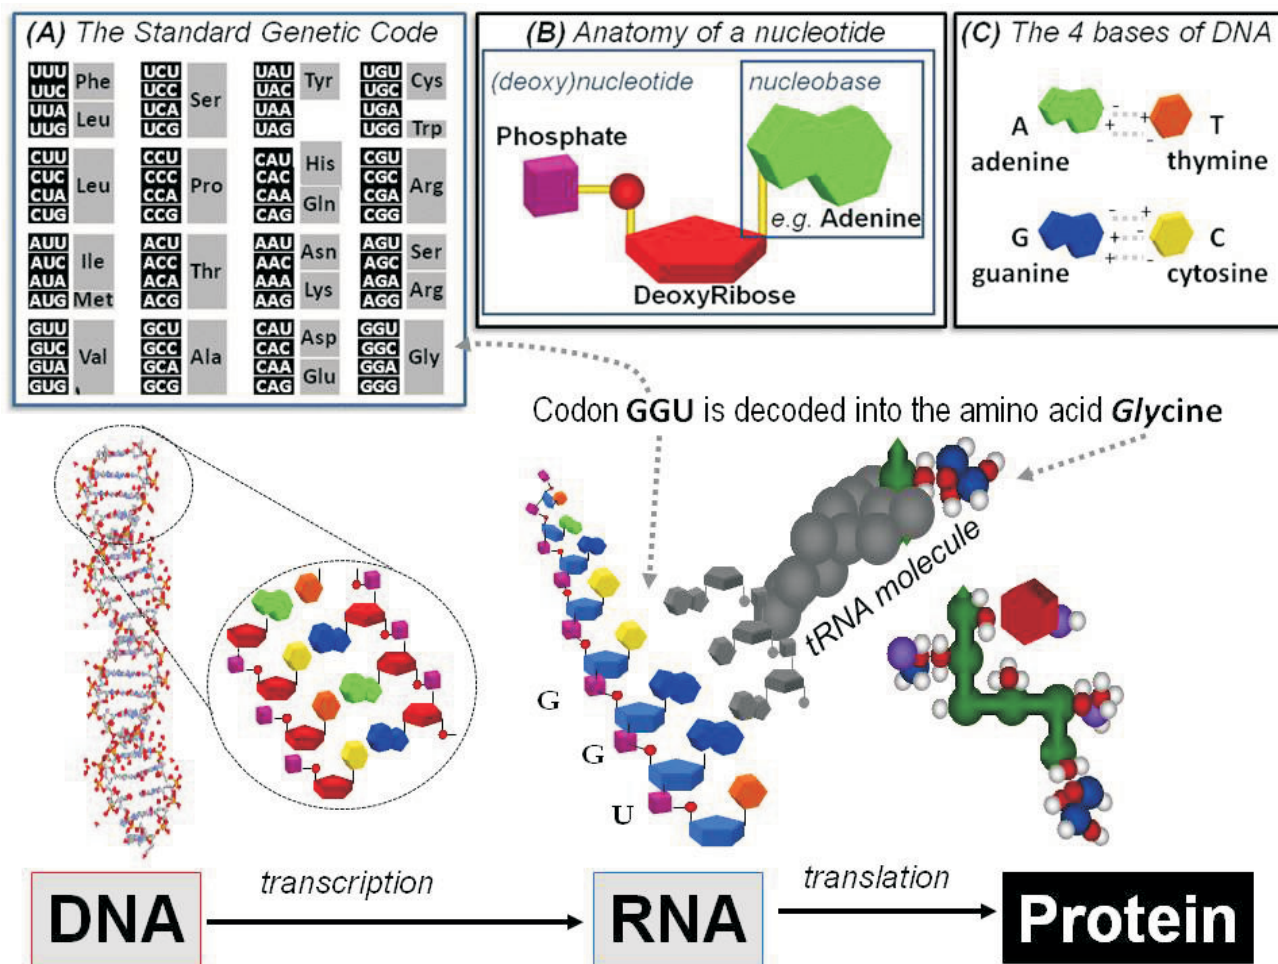 (A) The Standard Genetic Code
UUU
UUC
Phe
UUA
UUG
Leu
UCU
UCC
UCA
UCG
Ser
UAU
UAC
Tyr
UAA
UAG
UGU
UGC
Cys
UGA
UGG
Trp
CUU
CUC
CUA
CUG
Leu
CCU
CCC
CCA
CCG
Pro
CAU
CAC
His
CAA
CAG
Gln
CGU
CGC
CGA
CGG
Arg
AUU
AUC
AUA
Ile
AUG
Met
ACU
ACC
ACA
ACG
Thr
AAU
AAC
Asn
AAA
AAG
Lys
AGU
AGC
Ser
AGA
AGG
Arg
GUU
GUC
GUA
GUG
Val
GCU
GCC
GCA
GCG
Ala
CAU
CAC
Asp
CAA
CAG
Glu
GGU
GGC
GGA
GGG
Gly
(B) Anatomy of a nucleotide
(deoxy)nucleotide
nucleobase
Phosphate
e.g. Adenine
DeoxyRibose
(C) The 4 bases of DNA
A
adenine
- +
+ -
T
thymine
G
guanine
- +
+ -
+ -
C
cytosine
Codon GGU is decoded into the amino acid Glycine
tRNA molecule
G
G
U
transcription
translation
DNA
RNA
Protein